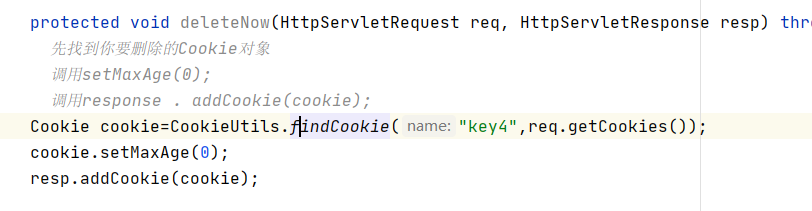 protected void deleteNow(HttpServletRequest req, HttpServletResponse resp) thr
先找到你要删除的Cookie对象
调用setMaxAge(0);
调用response . addCookie(cookie);
Cookie cookie=CookieUtils.findCookie( name: "key4",req.getCookies());
cookie.setMaxAge(0);
resp.addCookie(cookie);